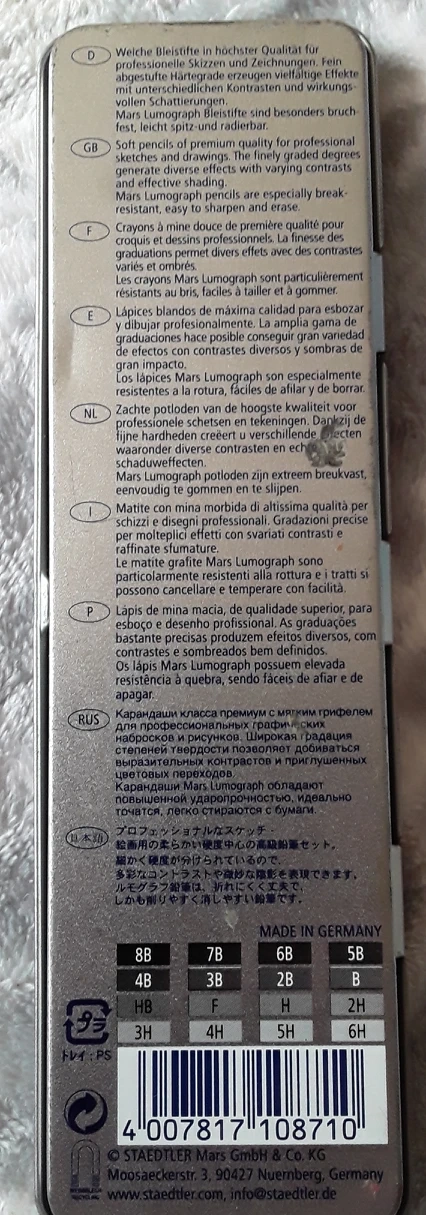 D Weiche Bleistifte in höchster Qualität für
professionelle Skizzen und Zeichnungen. Fein
abgestufte Härtegrade erzeugen vielfältige Effekte
mit unterschiedlichen Kontrasten und wirkungs-
vollen Schattierungen.
Mars Lumograph Bleistifte sind besonders bruch-
fest, leicht spitz-und radierbar.
GB Soft pencils of premium quality for professional
sketches and drawings. The finely graded degrees
generate diverse effects with varying contrasts
and effective shading.
Mars Lumograph pencils are especially break-
resistant, easy to sharpen and erase.
F Crayons à mine douce de première qualité pour
croquis et dessins professionnels. La finesse des
graduations permet divers effets avec des contrastes
variés et ombrés.
Les crayons Mars Lumograph sont particulièrement
résistants au bris, faciles à tailler et à gommer.
E Lápices blandos de máxima calidad para esbozar
y dibujar profesionalmente. La amplia gama de
graduaciones hace posible conseguir gran variedad
de efectos con contrastes diversos y sombras de
gran impacto.
Los lápices Mars Lumograph son especialmente
resistentes a la rotura, fáciles de afilar y de borrar.
NL Zachte potloden van de hoogste kwaliteit voor
professionele schetsen en tekeningen. Dankzij de
fijne hardheden creëert u verschillende
waaronder diverse contrasten en
schaduweffecten.
Mars Lumograph potloden zijn extreem breukvast,
eenvoudig te gommen en te slijpen.
I Matite con mina morbida di altissima qualità per
schizzi e disegni professionali. Gradazioni precise
per molteplici effetti con svariati contrasti e
raffinate sfumature.
Le matite grafite Mars Lumograph sono
particolarmente resistenti alla rottura e i tratti si
possono cancellare e temperare con facilità.
P Lápis de mina macia, de qualidade superior, para
esboço e desenho profissional. As graduações
bastante precisas produzem efeitos diversos, com
contrastes e sombreados bem definidos.
Os lápis Mars Lumograph possuem elevada
resistência à quebra, sendo fáceis de afiar e de
apagar.
RUS Карандаши класса премиум с мягким грифелем
для профессиональных графических
набросков и рисунков. Широкая градация
степеней твердости позволяет добиваться
выразительных контрастов и приглушенных
цветовых переходов.
Карандаши Mars Lumograph обладают
повышенной ударопрочностью, идеально
точатся, легко стираются с бумаги.
日本語 プロフェッショナルなスケッチ・
絵画用の柔らかい硬度中心の高級鉛筆セット。
細かく硬度が分けられているので、
多彩なコントラストや微妙な陰影を表現できます。
ルモグラフ鉛筆は、折れにくく丈夫で、
しかも削りやすく消しやすい鉛筆です。
MADE IN GERMANY
8B 7B 6B 5B
4B 3B 2B B
HB F H 2H
3H 4H 5H 6H
プラ
トレイ：PS
4 007817 108710
© STAEDTLER Mars GmbH & Co. KG
Moosaeckerstr. 3, 90427 Nuernberg, Germany
www.staedtler.com, info@staedtler.de